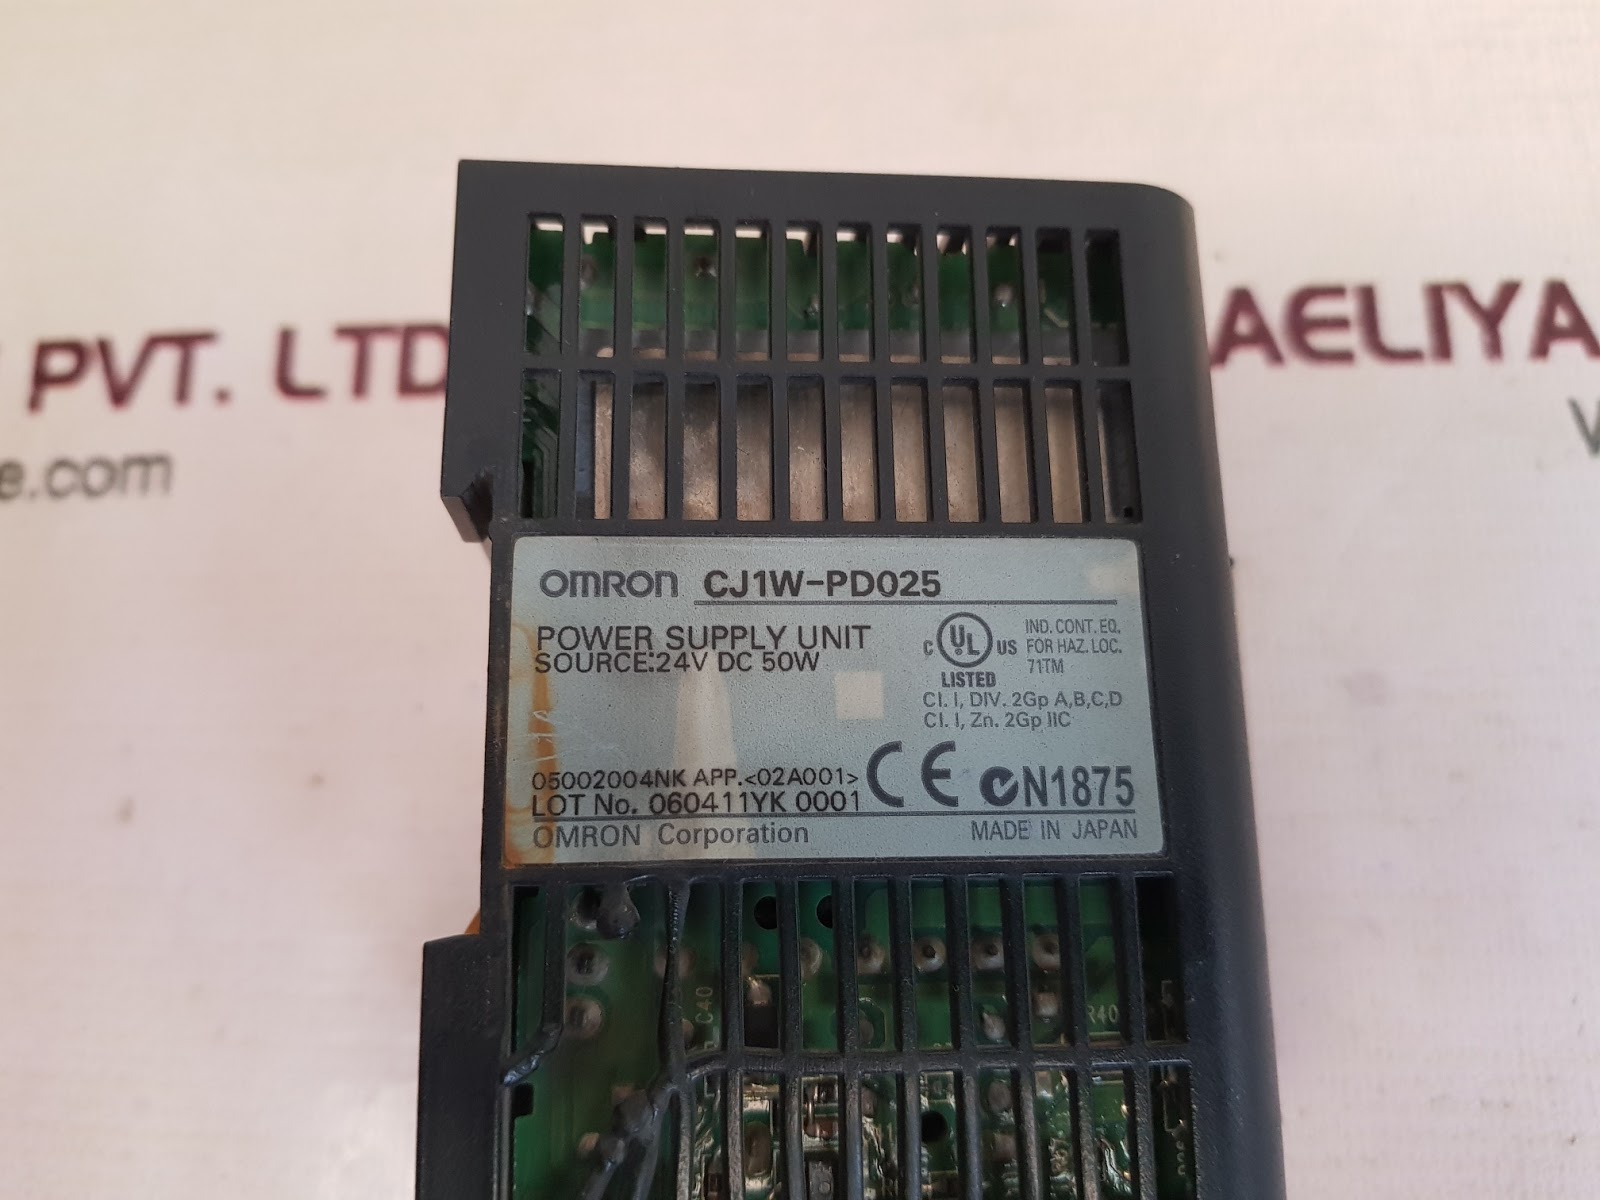 PVT. LTD
AELIYA
e.com
OMRON CJ1W-PD025
POWER SUPPLY UNIT
SOURCE:24V DC 50W
C UL US
LISTED
IND. CONT. EQ.
FOR HAZ. LOC.
71TM
Cl. I, DIV. 2Gp A,B,C,D
Cl. I, Zn. 2Gp IIC
05002004NK APP.<02A001>
LOT No. 060411YK 0001
CE N1875
OMRON Corporation
MADE IN JAPAN
C40
R40